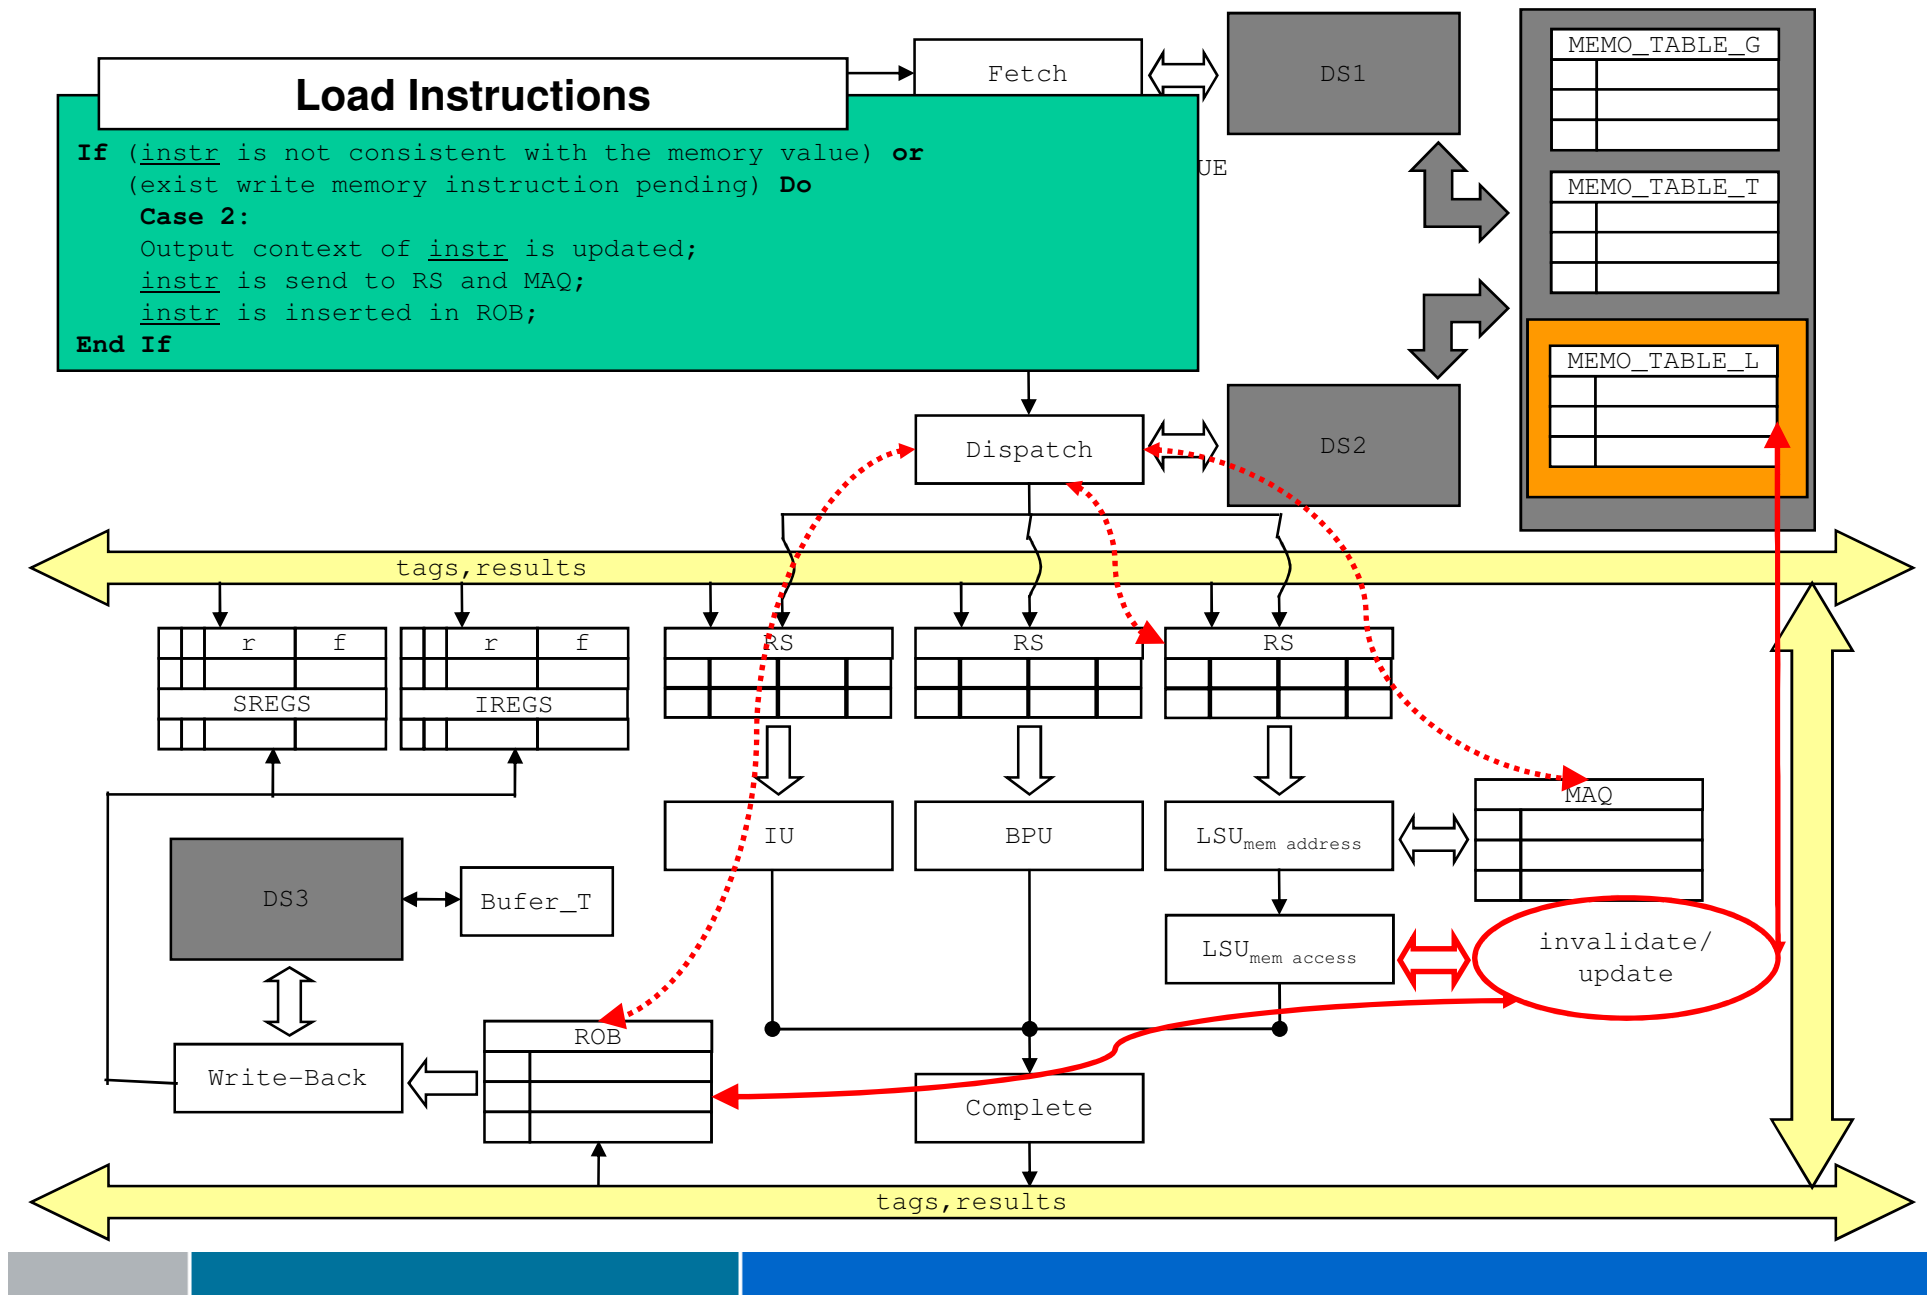 Load Instructions
If (instr is not consistent with the memory value) or
(exist write memory instruction pending) Do
Case 2:
Output context of instr is updated;
instr is send to RS and MAQ;
instr is inserted in ROB;
End If
Fetch
DS1
MEMO_TABLE_G
UE
MEMO_TABLE_T
MEMO_TABLE_L
Dispatch
DS2
tags,results
r f
SREGS
r f
IREGS
RS
RS
RS
IU
BPU
LSUmem address
MAQ
DS3
Bufer_T
LSUmem access
invalidate/
update
Write-Back
ROB
Complete
tags,results